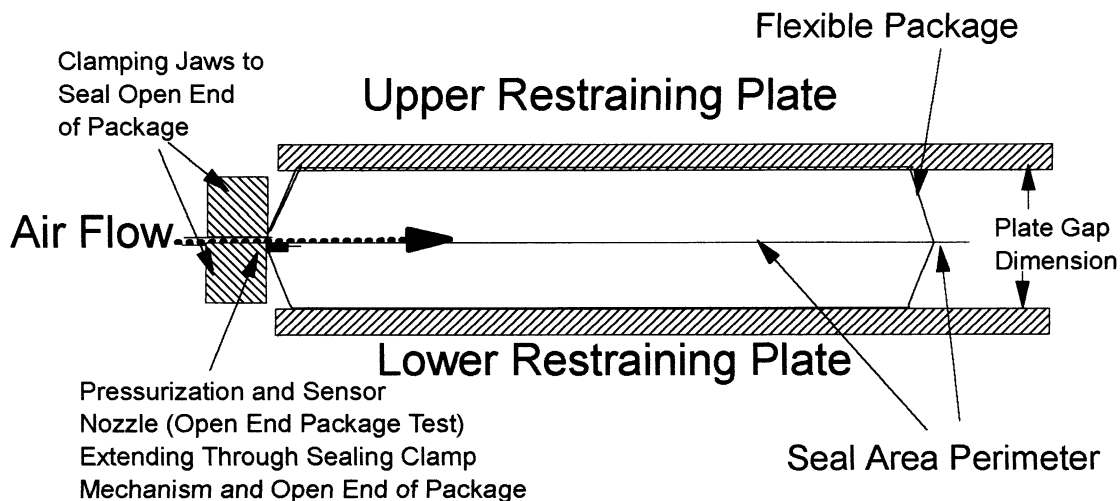 Flexible Package
Clamping Jaws to
Seal Open End
of Package
Upper Restraining Plate
Air Flow
Plate Gap
Dimension
Lower Restraining Plate
Pressurization and Sensor
Nozzle (Open End Package Test)
Extending Through Sealing Clamp
Mechanism and Open End of Package
Seal Area Perimeter